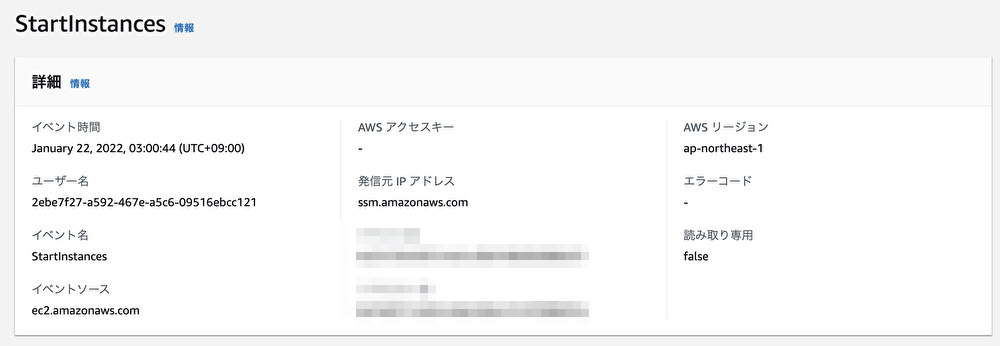 StartInstances 情報
詳細 情報
イベント時間
January 22, 2022, 03:00:44 (UTC+09:00)
ユーザー名
2ebe7f27-a592-467e-a5c6-09516ebcc121
イベント名
StartInstances
イベントソース
ec2.amazonaws.com
AWS アクセスキー
-
発信元 IP アドレス
ssm.amazonaws.com
AWS リージョン
ap-northeast-1
エラーコード
-
読み取り専用
false